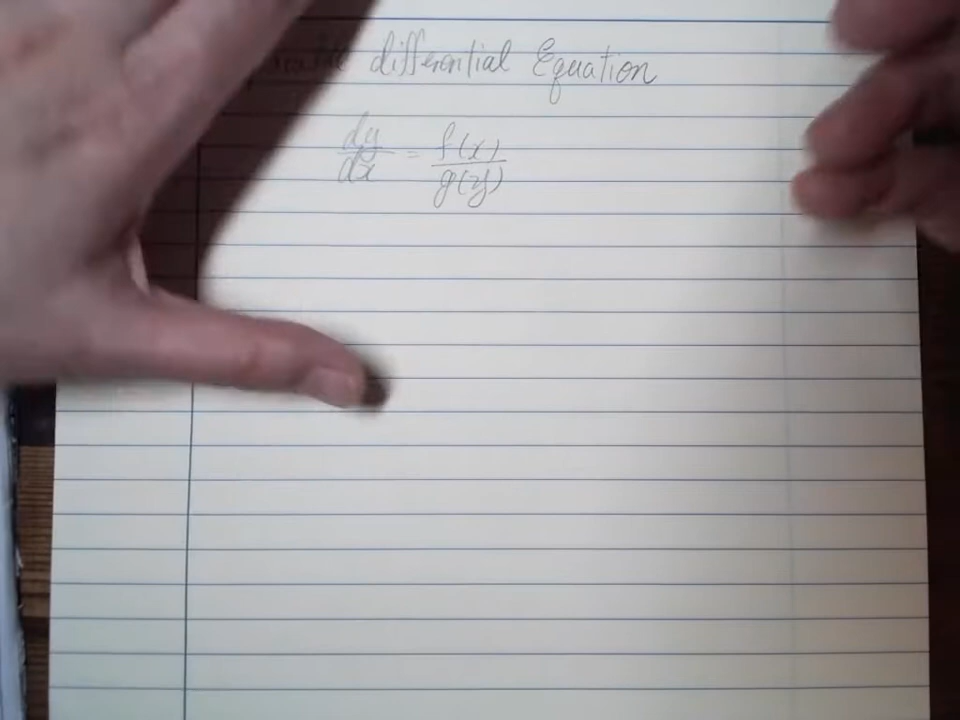 differential Equation
dy/dx = f(x)/g(y)